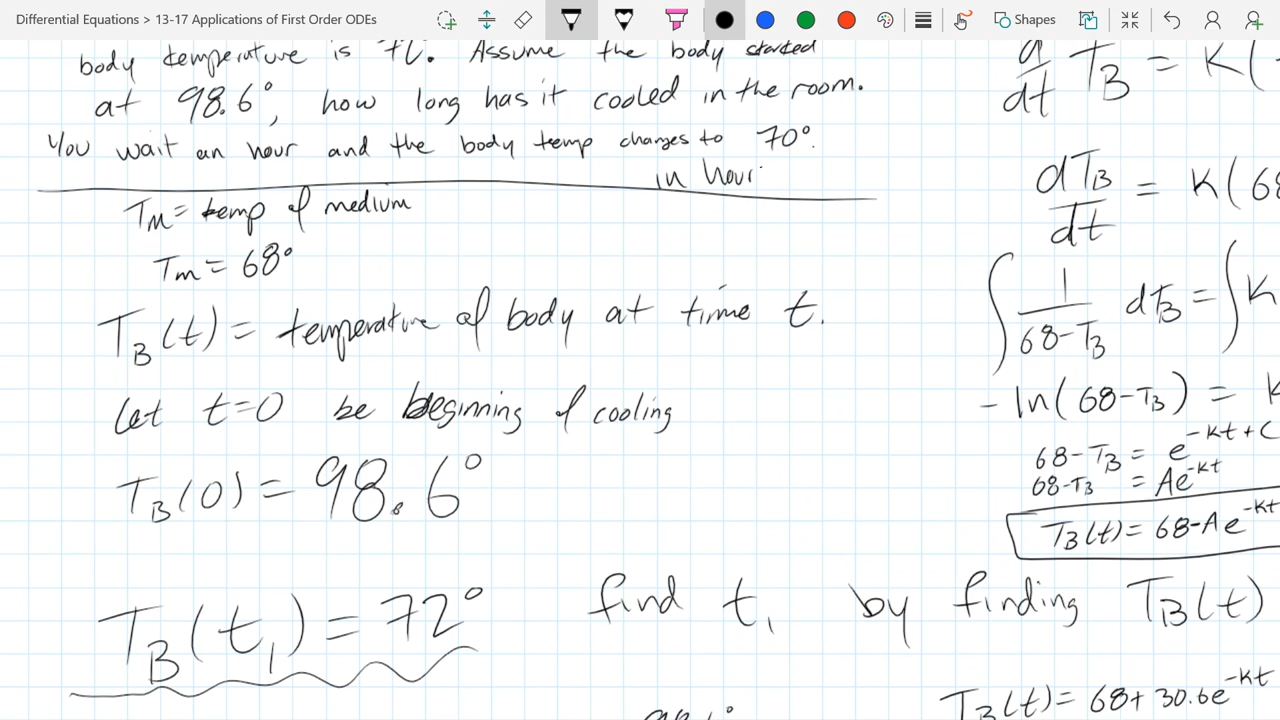 Differential Equations > 13-17 Applications of First Order ODEs
Shapes
body temperature is 72. Assume the body started
at 98.6°, how long has it cooled in the room.
You wait an hour and the body temp changes to 70°.
in hour.
TM = temp of medium
Tm = 68°
TB(t) = temperature of body at time t.
Let t=0 be beginning of cooling
TB(0) = 98.6°
TB(t1) = 72°
find t1 by finding TB(t)
d/dt TB = K(
dTB/dt = K(68
∫ 1/(68-TB) dTB = ∫ K
-ln(68-TB) = K
68-TB = e^-Kt+C
68-TB = Ae^-Kt
TB(t) = 68-Ae^-Kt
TB(t) = 68+30.6e^-Kt